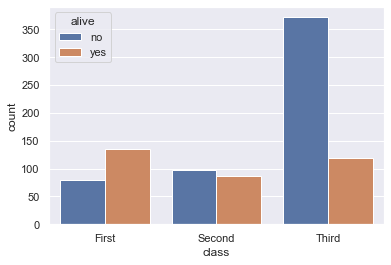 alive
no
yes
350
300
250
200
150
100
50
0
count
First Second Third
class